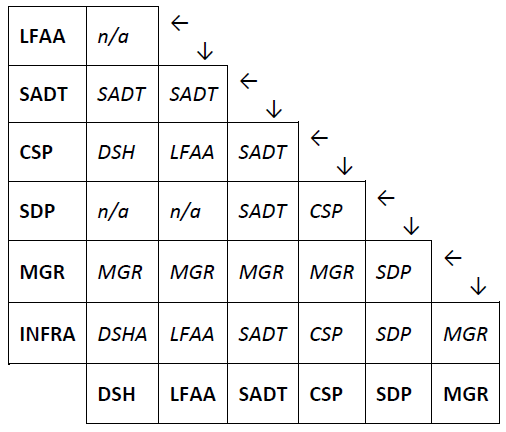 LFAA n/a ←
↓
SADT SADT SADT ←
↓
CSP DSH LFAA SADT ←
↓
SDP n/a n/a SADT CSP ←
↓
MGR MGR MGR MGR MGR SDP ←
↓
INFRA DSHA LFAA SADT CSP SDP MGR
DSH LFAA SADT CSP SDP MGR